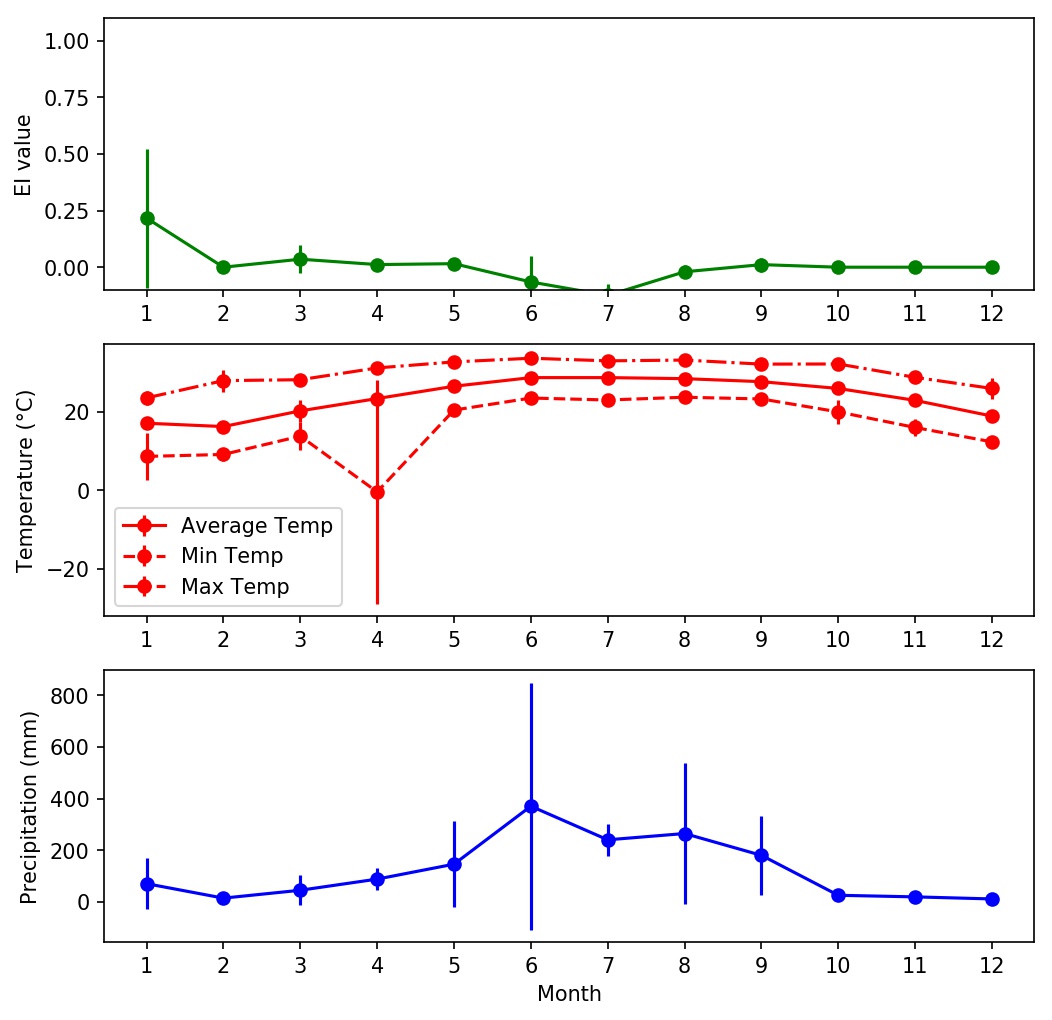 EI value
1.00
0.75
0.50
0.25
0.00
1 2 3 4 5 6 7 8 9 10 11 12
Temperature (°C)
20
0
−20
Average Temp
Min Temp
Max Temp
1 2 3 4 5 6 7 8 9 10 11 12
Precipitation (mm)
800
600
400
200
0
1 2 3 4 5 6 7 8 9 10 11 12
Month